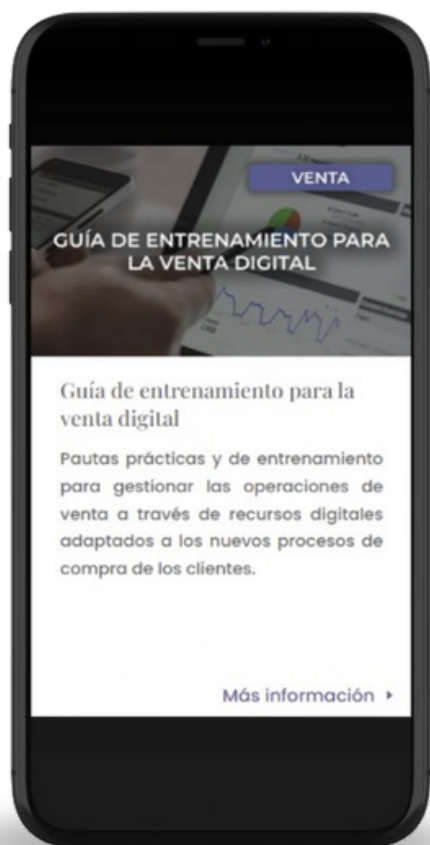 VENTA
GUÍA DE ENTRENAMIENTO PARA
LA VENTA DIGITAL
Guía de entrenamiento para la
venta digital
Pautas prácticas y de entrenamiento
para gestionar las operaciones de
venta a través de recursos digitales
adaptados a los nuevos procesos de
compra de los clientes.
Más información